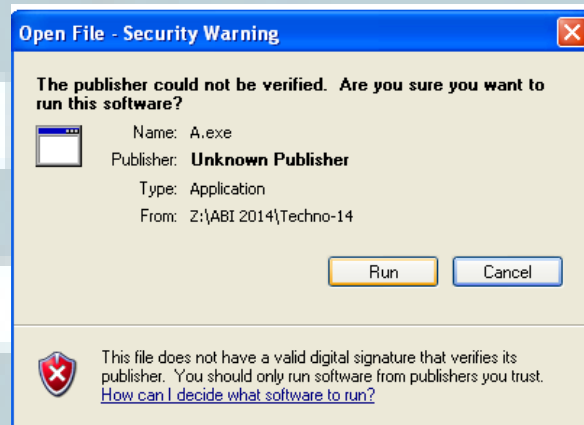 Open File - Security Warning
The publisher could not be verified.  Are you sure you want to
run this software?
Name: A.exe
Publisher: Unknown Publisher
Type: Application
From: Z:\ABI 2014\Techno-14
Run Cancel
This file does not have a valid digital signature that verifies its
publisher.  You should only run software from publishers you trust.
How can I decide what software to run?